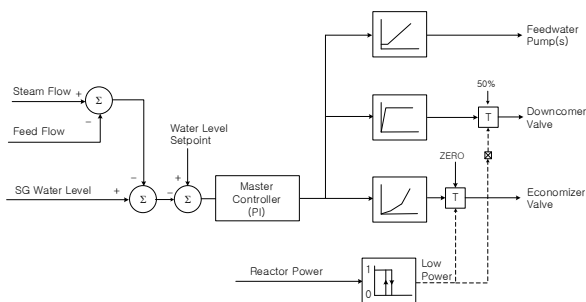 Feedwater
Pump(s)
Steam Flow
+
Σ
−
Feed Flow
50%
T
Downcomer
Valve
Water Level
Setpoint
ZERO
−
+
SG Water Level
+
Σ
−
Σ
Master
Controller
(PI)
T
Economizer
Valve
Reactor Power
1
0
Low
Power